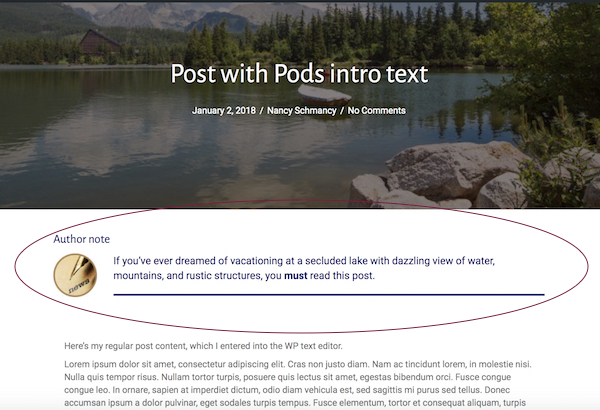 Post with Pods intro text
January 2, 2018 / Nancy Schmancy / No Comments
Author note
news
If you've ever dreamed of vacationing at a secluded lake with dazzling view of water,
mountains, and rustic structures, you must read this post.
Here's my regular post content, which I entered into the WP text editor.
Lorem ipsum dolor sit amet, consectetur adipiscing elit. Cras non justo diam. Nam ac tincidunt lorem, in molestie nisi.
Nulla quis tempor risus. Nullam tortor turpis, posuere quis lectus sit amet, egestas bibendum orci. Fusce congue
congue leo. In ornare, sapien at imperdiet dictum, odio diam vehicula est, sed sagittis mi purus sed tellus. Donec
accumsan ipsum a dolor pulvinar, eget sodales turpis tempus. Fusce elementum, tortor et consequat aliquam, turpis